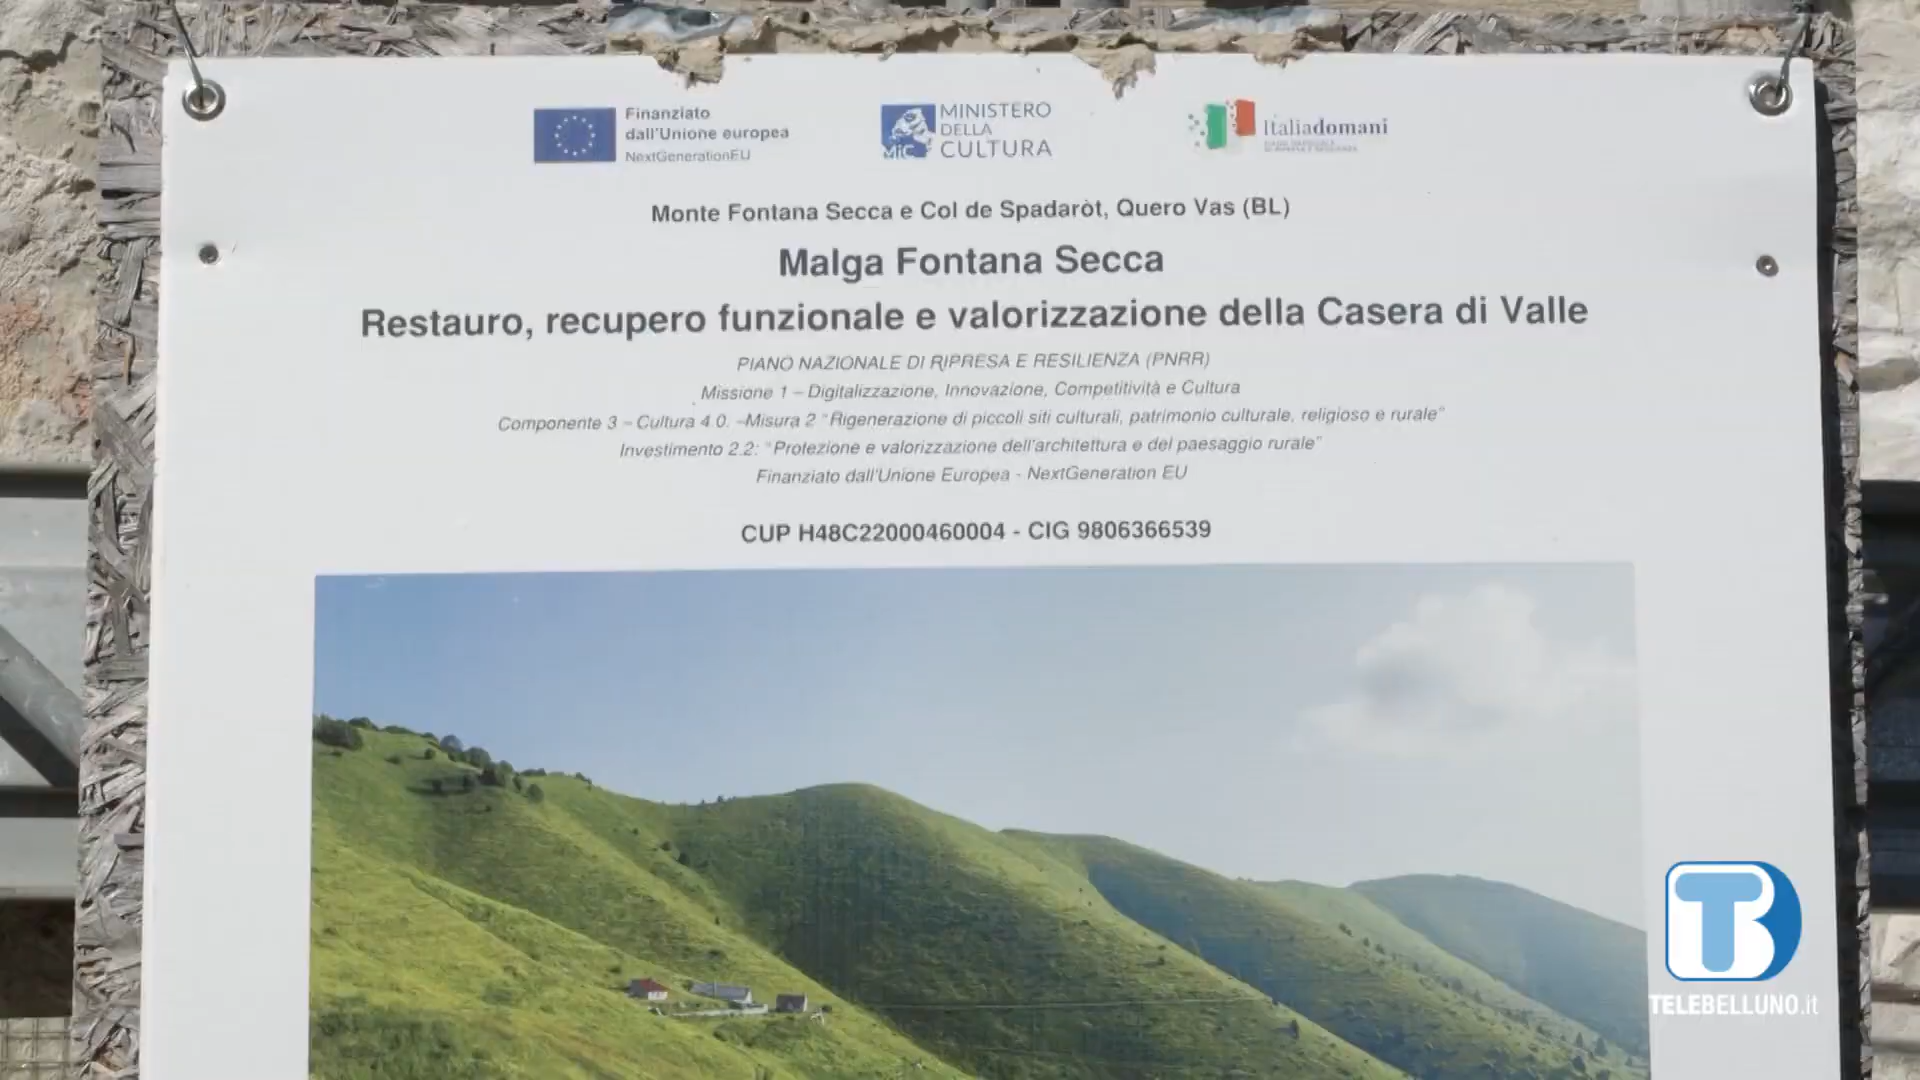 Finanziato
dall'Unione europea
NextGenerationEU
MiC
MINISTERO
DELLA
CULTURA
Italiadomani
Monte Fontana Secca e Col de Spadaròt, Quero Vas (BL)
Malga Fontana Secca
Restauro, recupero funzionale e valorizzazione della Casera di Valle
PIANO NAZIONALE DI RIPRESA E RESILIENZA (PNRR)
Missione 1 – Digitalizzazione, Innovazione, Competitività e Cultura
Componente 3 – Cultura 4.0. –Misura 2 “Rigenerazione di piccoli siti culturali, patrimonio culturale, religioso e rurale”
Investimento 2.2: “Protezione e valorizzazione dell'architettura e del paesaggio rurale”
Finanziato dall'Unione Europea - NextGeneration EU
CUP H48C22000460004 - CIG 9806366539
TB
TELEBELLUNO.it